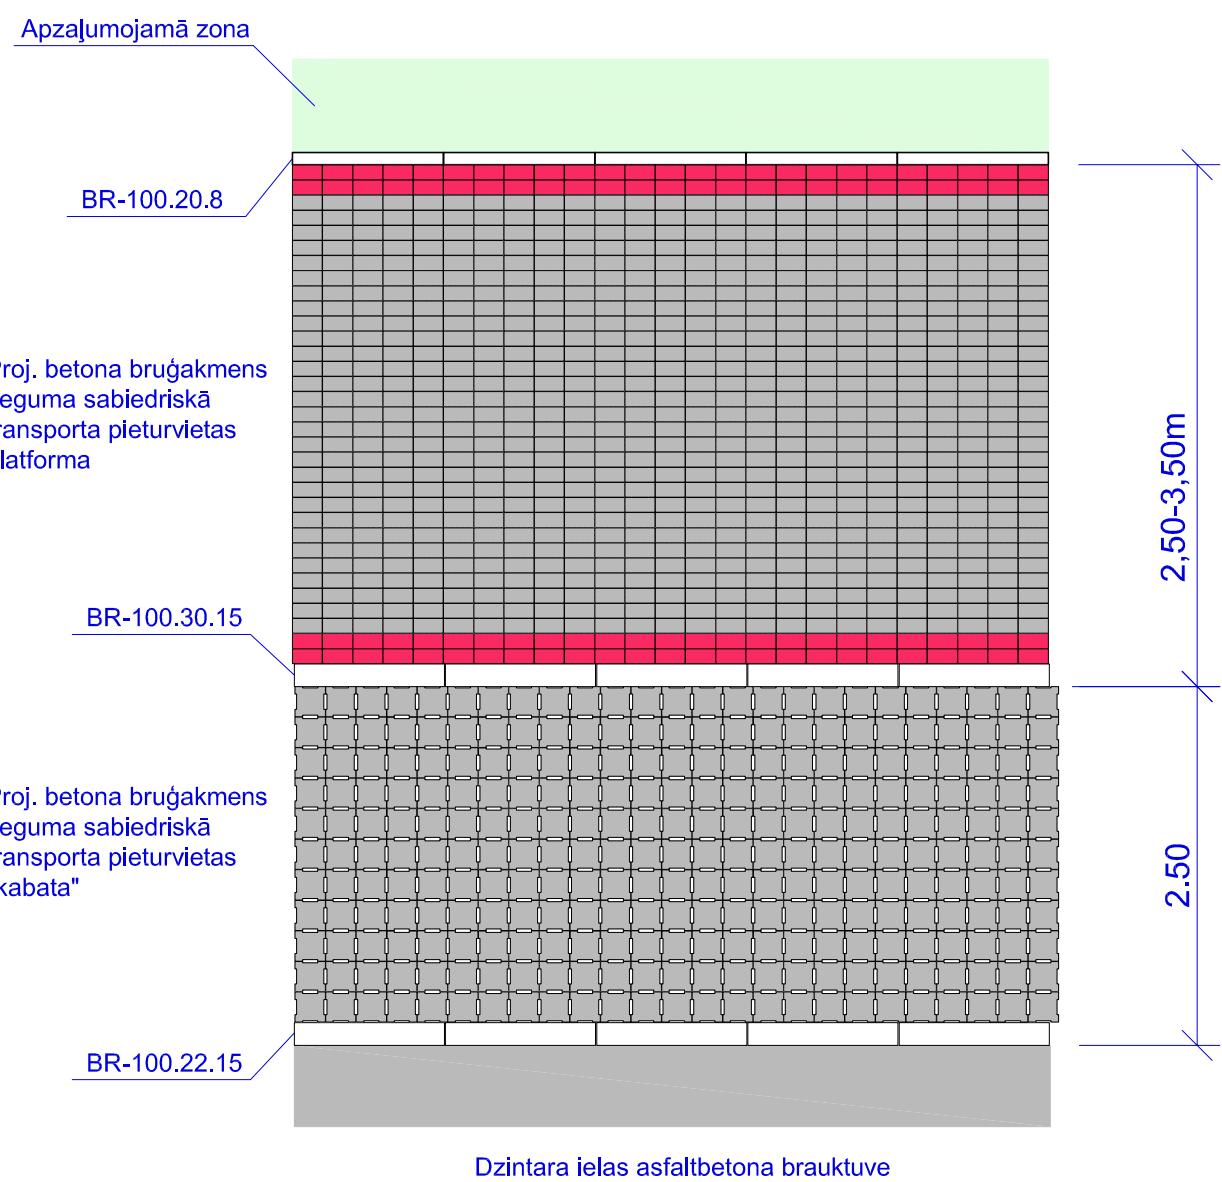 Apzaļumojamā zona
BR-100.20.8
Proj. betona bruģakmens
eguma sabiedriskā
ransporta pieturvietas
latforma
2,50-3,50m
BR-100.30.15
Proj. betona bruģakmens
eguma sabiedriskā
ransporta pieturvietas
kabata"
2.50
BR-100.22.15
Dzintara ielas asfaltbetona brauktuve